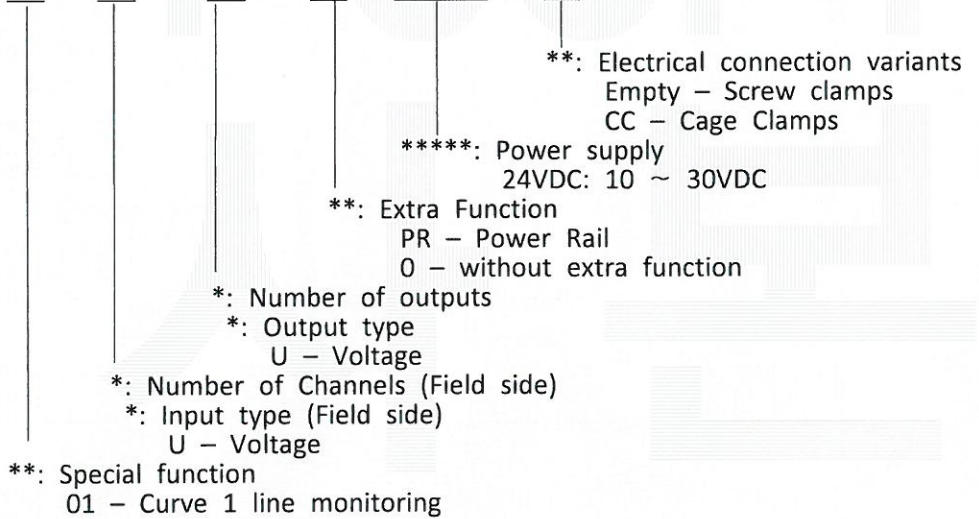 **: Electrical connection variants
Empty – Screw clamps
CC – Cage Clamps
*****: Power supply
24VDC: 10 ~ 30VDC
**: Extra Function
PR – Power Rail
0 – without extra function
*: Number of outputs
*: Output type
U – Voltage
*: Number of Channels (Field side)
*: Input type (Field side)
U – Voltage
**: Special function
01 – Curve 1 line monitoring